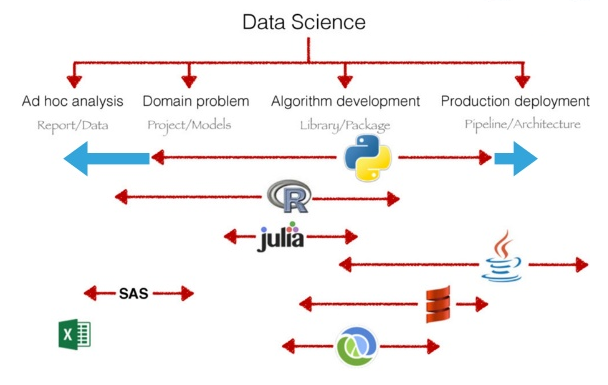 Data Science
Ad hoc analysis Domain problem Algorithm development Production deployment
Report/Data Project/Models Library/Package Pipeline/Architecture
R
julia
SAS
X